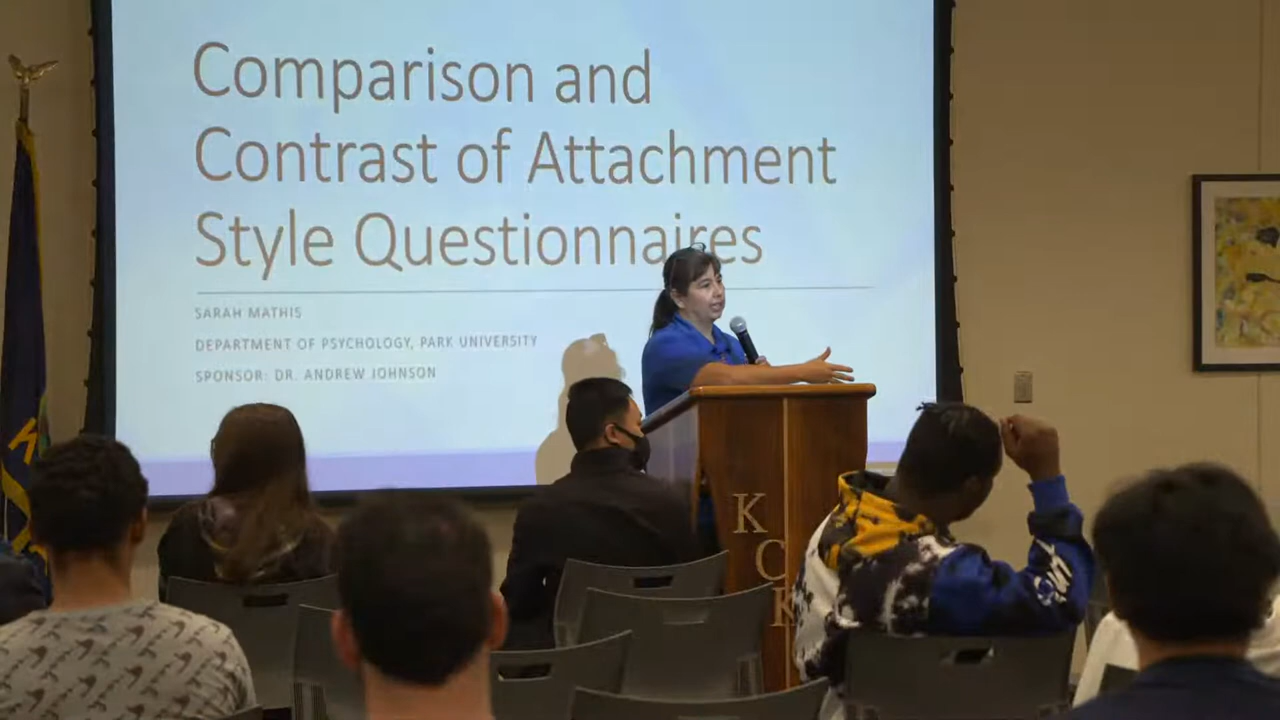 Comparison and
Contrast of Attachment
Style Questionnaires
SARAH MATHIS
DEPARTMENT OF PSYCHOLOGY, PARK UNIVERSITY
SPONSOR: DR. ANDREW JOHNSON
K
C
K